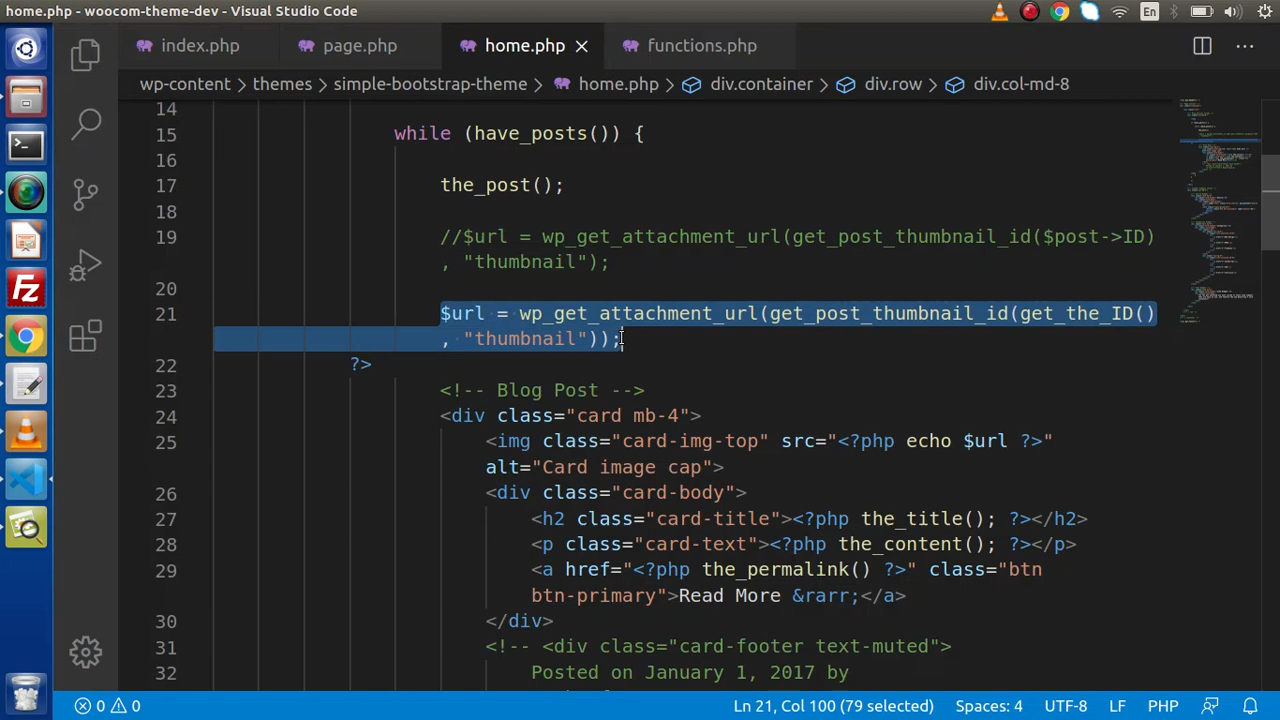 home.php - woocom-theme-dev - Visual Studio Code
En
index.php
page.php
home.php
functions.php
wp-content > themes > simple-bootstrap-theme > home.php > div.container > div.row > div.col-md-8
14
15 while (have_posts()) {
16
17 the_post();
18
19 //$url = wp_get_attachment_url(get_post_thumbnail_id($post->ID)
, "thumbnail");
20
21 $url = wp_get_attachment_url(get_post_thumbnail_id(get_the_ID()
, "thumbnail"));
22 ?>
23 <!-- Blog Post -->
24 <div class="card mb-4">
25 <img class="card-img-top" src="<?php echo $url ?>"
alt="Card image cap">
26 <div class="card-body">
27 <h2 class="card-title"><?php the_title(); ?></h2>
28 <p class="card-text"><?php the_content(); ?></p>
29 <a href="<?php the_permalink() ?>" class="btn
btn-primary">Read More &rarr;</a>
30 </div>
31 <!-- <div class="card-footer text-muted">
32 Posted on January 1, 2017 by
0 0 Ln 21, Col 100 (79 selected) Spaces: 4 UTF-8 LF PHP